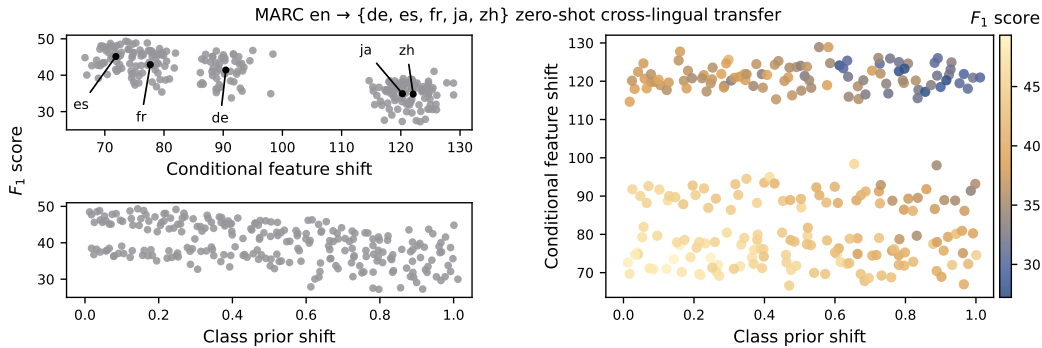 MARC en → {de, es, fr, ja, zh} zero-shot cross-lingual transfer
F1 score
50
40
30
es
fr
de
ja
zh
70 80 90 100 110 120 130
Conditional feature shift
50
40
30
0.0 0.2 0.4 0.6 0.8 1.0
Class prior shift
F1 score
Conditional feature shift
130
120
110
100
90
80
70
0.0 0.2 0.4 0.6 0.8 1.0
Class prior shift
F1 score
45
40
35
30